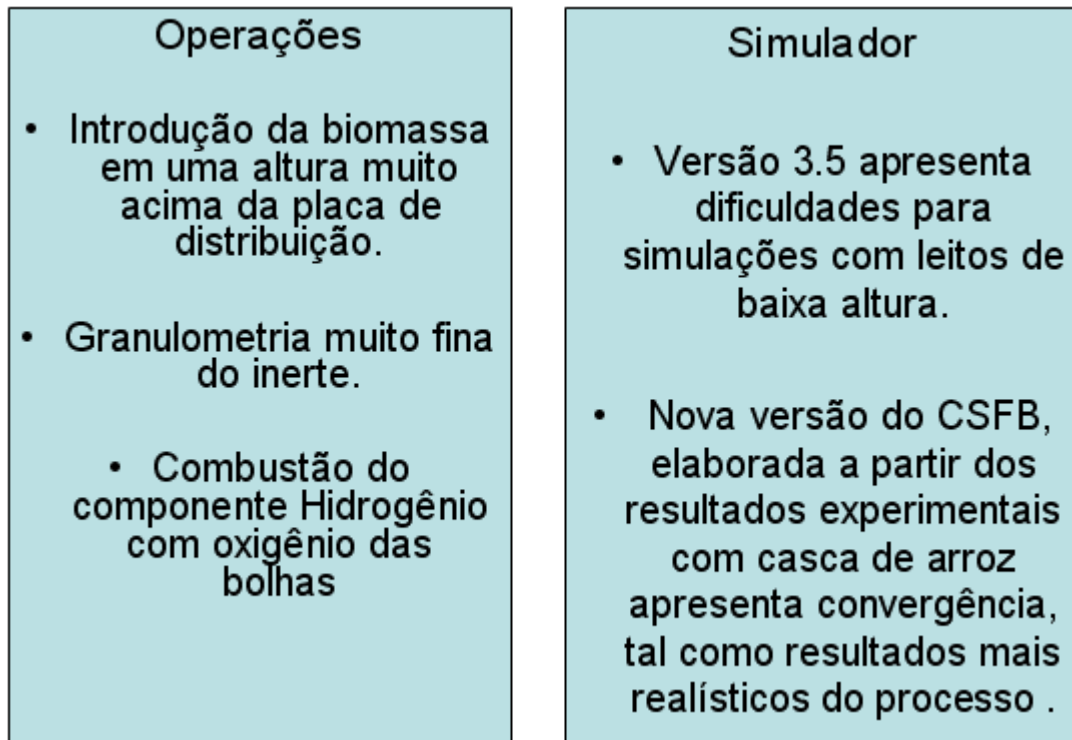 Operações
• Introdução da biomassa
em uma altura muito
acima da placa de
distribuição.
• Granulometria muito fina
do inerte.
• Combustão do
componente Hidrogênio
com oxigênio das
bolhas
Simulador
• Versão 3.5 apresenta
dificuldades para
simulações com leitos de
baixa altura.
• Nova versão do CSFB,
elaborada a partir dos
resultados experimentais
com casca de arroz
apresenta convergência,
tal como resultados mais
realísticos do processo .